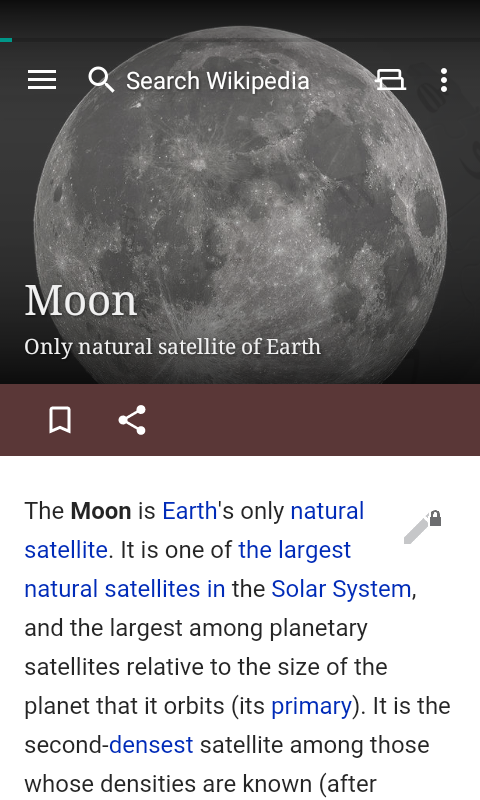 Search Wikipedia
Moon
Only natural satellite of Earth
The Moon is Earth's only natural
satellite. It is one of the largest
natural satellites in the Solar System,
and the largest among planetary
satellites relative to the size of the
planet that it orbits (its primary). It is the
second-densest satellite among those
whose densities are known (after